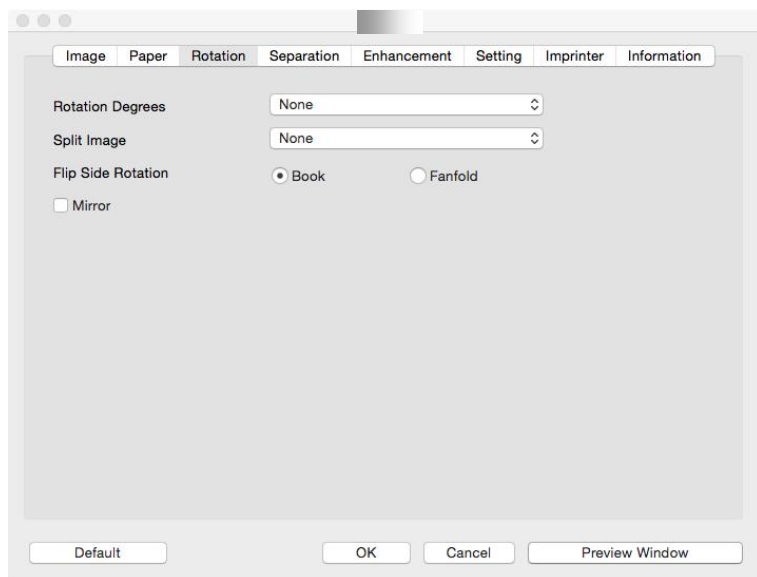 Image Paper Rotation Separation Enhancement Setting Imprinter Information
Rotation Degrees None
Split Image None
Flip Side Rotation Book Fanfold
Mirror
Default OK Cancel Preview Window